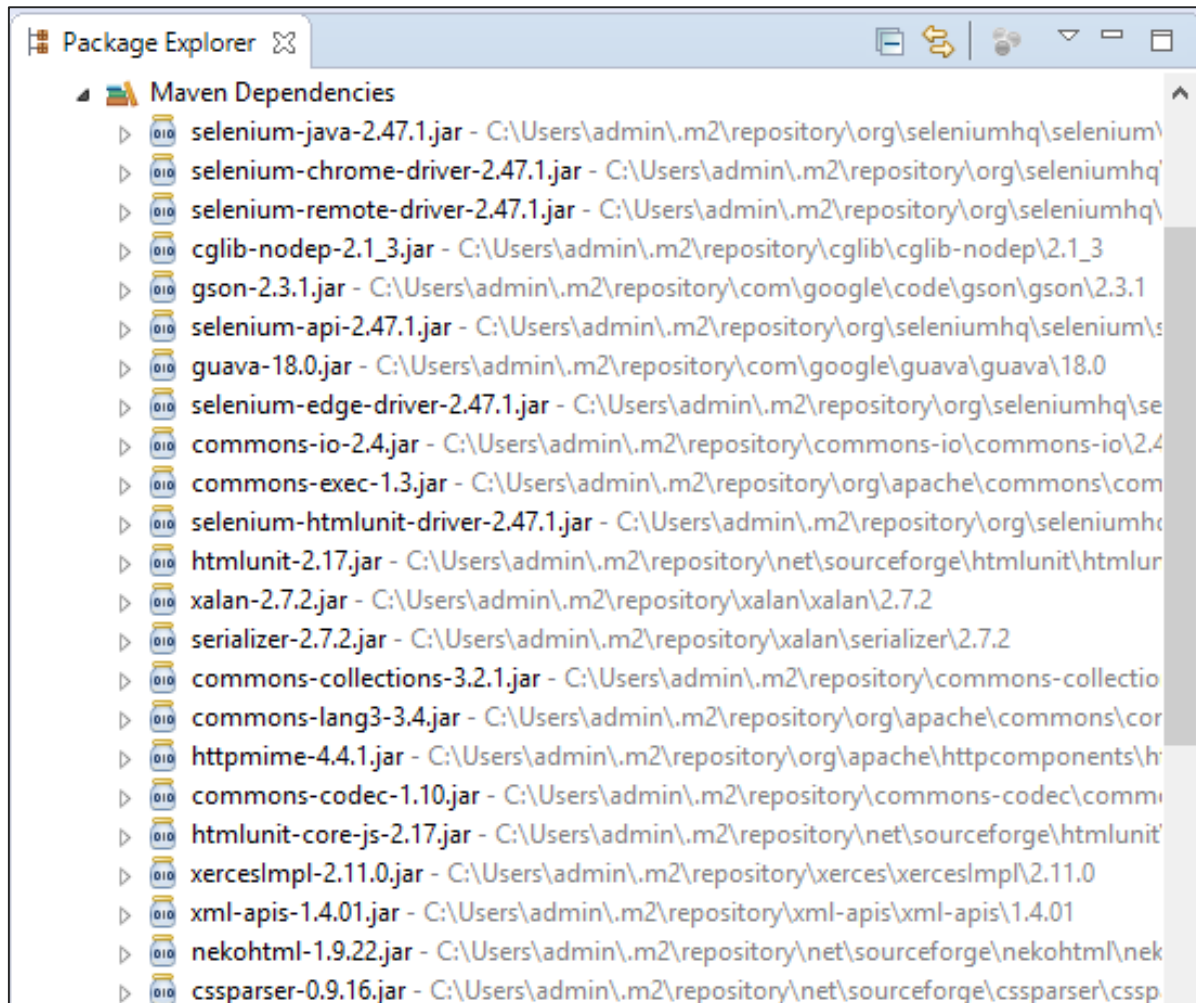 Package Explorer
Maven Dependencies
selenium-java-2.47.1.jar - C:\Users\admin\.m2\repository\org\seleniumhq\selenium\
selenium-chrome-driver-2.47.1.jar - C:\Users\admin\.m2\repository\org\seleniumhq\
selenium-remote-driver-2.47.1.jar - C:\Users\admin\.m2\repository\org\seleniumhq\
cglib-nodep-2.1_3.jar - C:\Users\admin\.m2\repository\cglib\cglib-nodep\2.1_3
gson-2.3.1.jar - C:\Users\admin\.m2\repository\com\google\code\gson\gson\2.3.1
selenium-api-2.47.1.jar - C:\Users\admin\.m2\repository\org\seleniumhq\selenium\s
guava-18.0.jar - C:\Users\admin\.m2\repository\com\google\guava\guava\18.0
selenium-edge-driver-2.47.1.jar - C:\Users\admin\.m2\repository\org\seleniumhq\se
commons-io-2.4.jar - C:\Users\admin\.m2\repository\commons-io\commons-io\2.4
commons-exec-1.3.jar - C:\Users\admin\.m2\repository\org\apache\commons\com
selenium-htmlunit-driver-2.47.1.jar - C:\Users\admin\.m2\repository\org\seleniumh
htmlunit-2.17.jar - C:\Users\admin\.m2\repository\net\sourceforge\htmlunit\htmlun
xalan-2.7.2.jar - C:\Users\admin\.m2\repository\xalan\xalan\2.7.2
serializer-2.7.2.jar - C:\Users\admin\.m2\repository\xalan\serializer\2.7.2
commons-collections-3.2.1.jar - C:\Users\admin\.m2\repository\commons-collectio
commons-lang3-3.4.jar - C:\Users\admin\.m2\repository\org\apache\commons\cor
httpmime-4.4.1.jar - C:\Users\admin\.m2\repository\org\apache\httpcomponents\h
commons-codec-1.10.jar - C:\Users\admin\.m2\repository\commons-codec\comm
htmlunit-core-js-2.17.jar - C:\Users\admin\.m2\repository\net\sourceforge\htmlunit\
xercesImpl-2.11.0.jar - C:\Users\admin\.m2\repository\xerces\xercesImpl\2.11.0
xml-apis-1.4.01.jar - C:\Users\admin\.m2\repository\xml-apis\xml-apis\1.4.01
nekohtml-1.9.22.jar - C:\Users\admin\.m2\repository\net\sourceforge\nekohtml\nek
cssparser-0.9.16.jar - C:\Users\admin\.m2\repository\net\sourceforge\cssparser\cssp